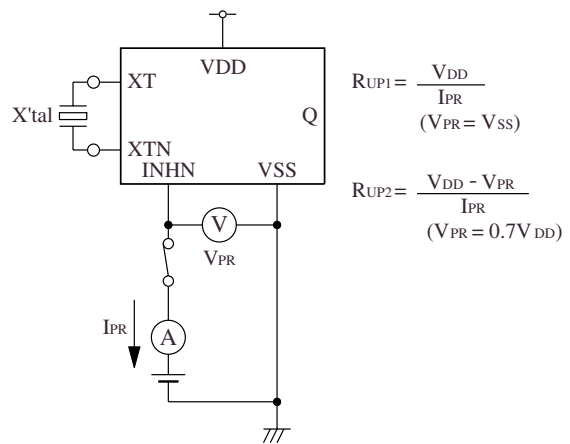 VDD
XT
X'tal
Q
XTN
INHN
VSS
V
VPR
IPR
A
RUP1 = VDD / IPR
(VPR = VSS)
RUP2 = VDD - VPR / IPR
(VPR = 0.7VDD)